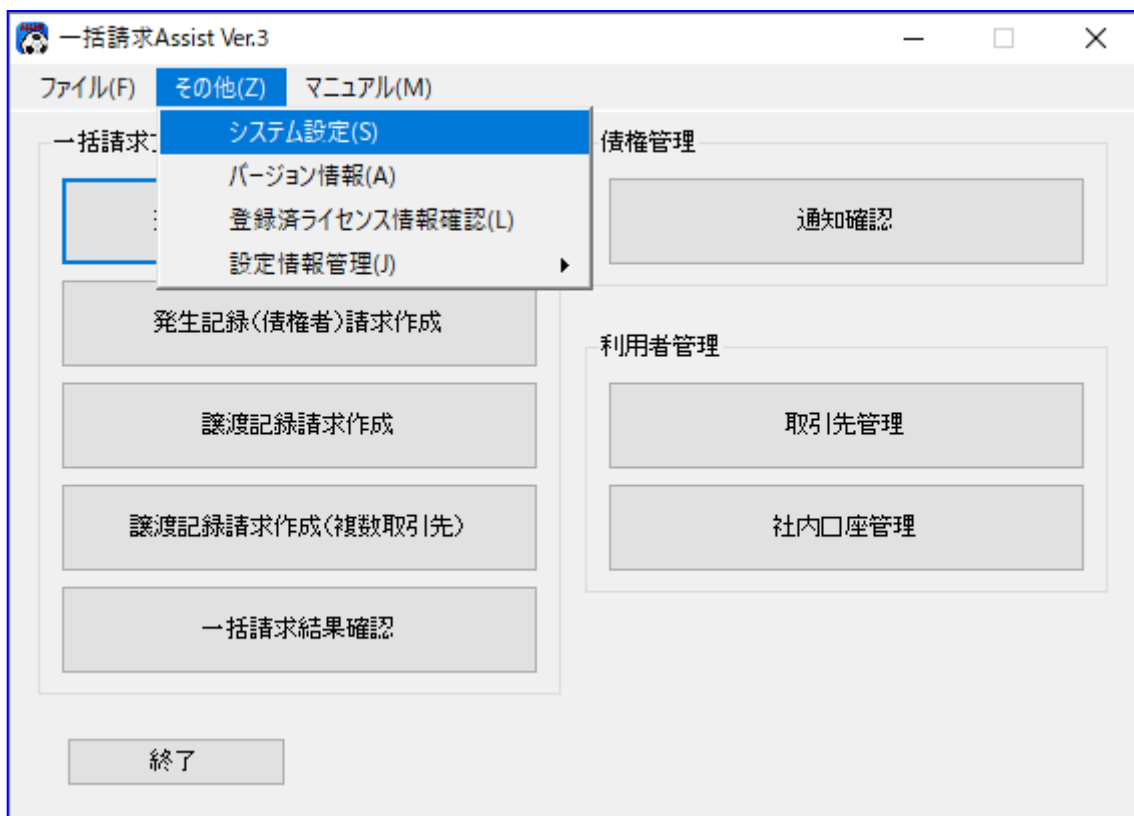 一括請求Assist Ver.3
ファイル(F) その他(Z) マニュアル(M)
システム設定(S)
バージョン情報(A)
登録済ライセンス情報確認(L)
設定情報管理(J)
一括請求
発生記録(債権者)請求作成
譲渡記録請求作成
譲渡記録請求作成(複数取引先)
一括請求結果確認
債権管理
通知確認
利用者管理
取引先管理
社内口座管理
終了